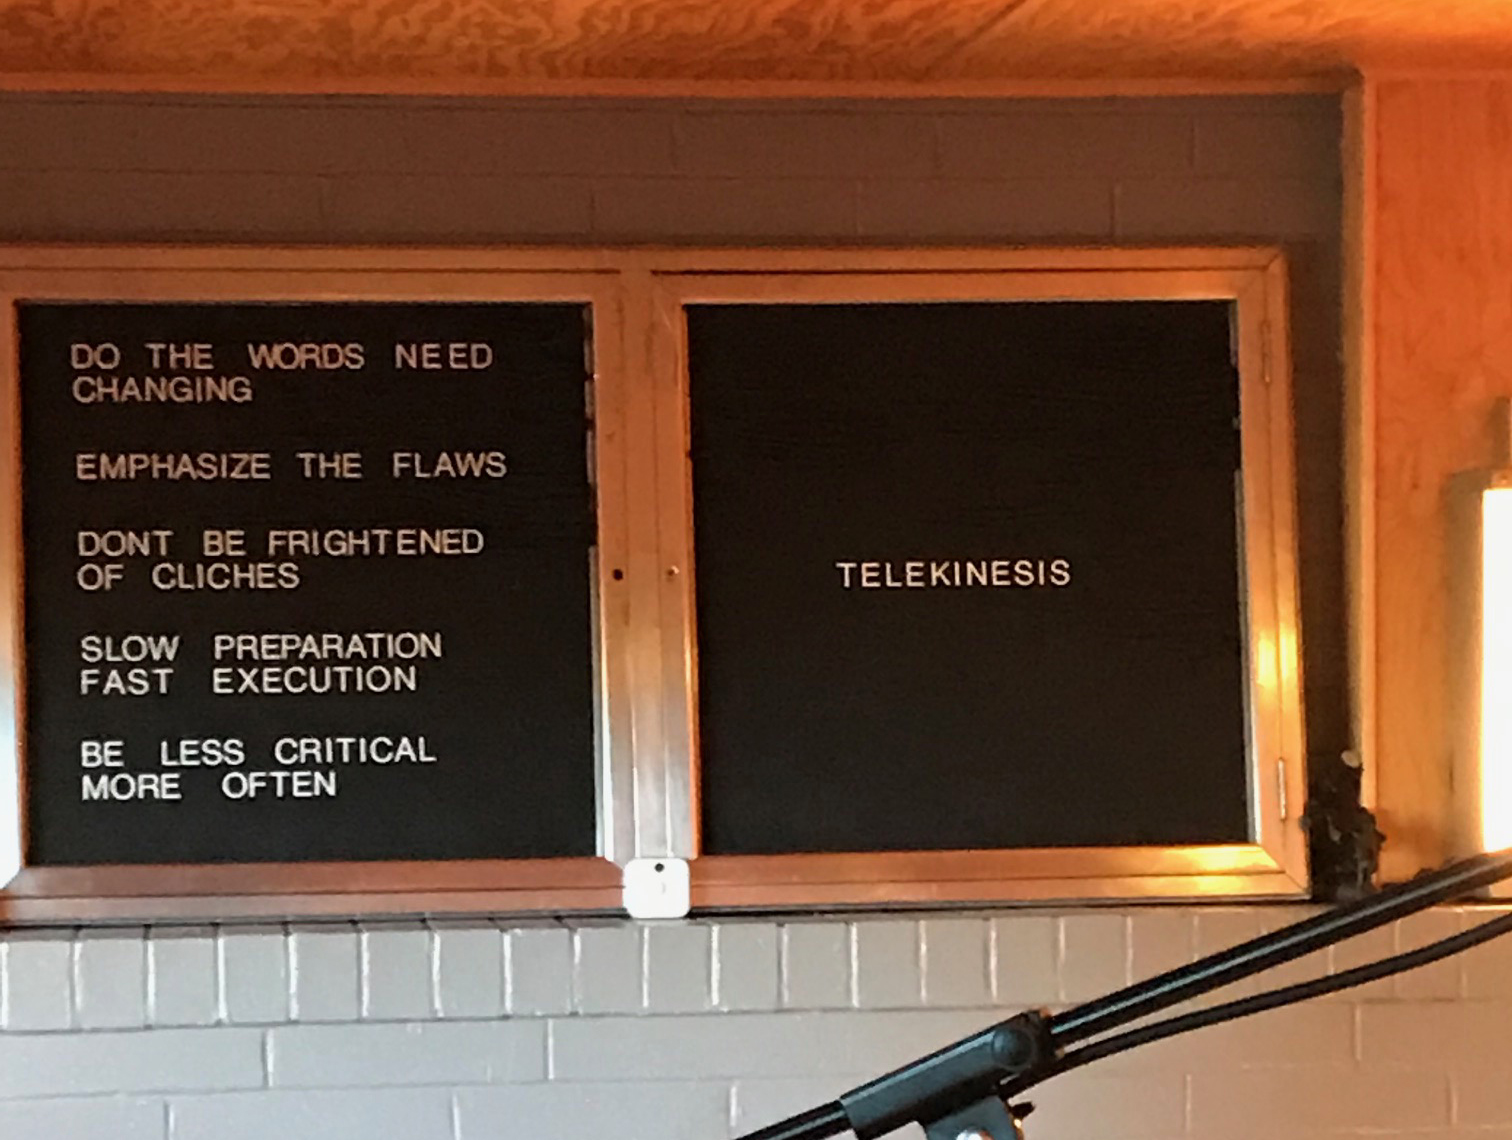 DO THE WORDS NEED
CHANGING
EMPHASIZE THE FLAWS
DONT BE FRIGHTENED
OF CLICHES
SLOW PREPARATION
FAST EXECUTION
BE LESS CRITICAL
MORE OFTEN
TELEKINESIS